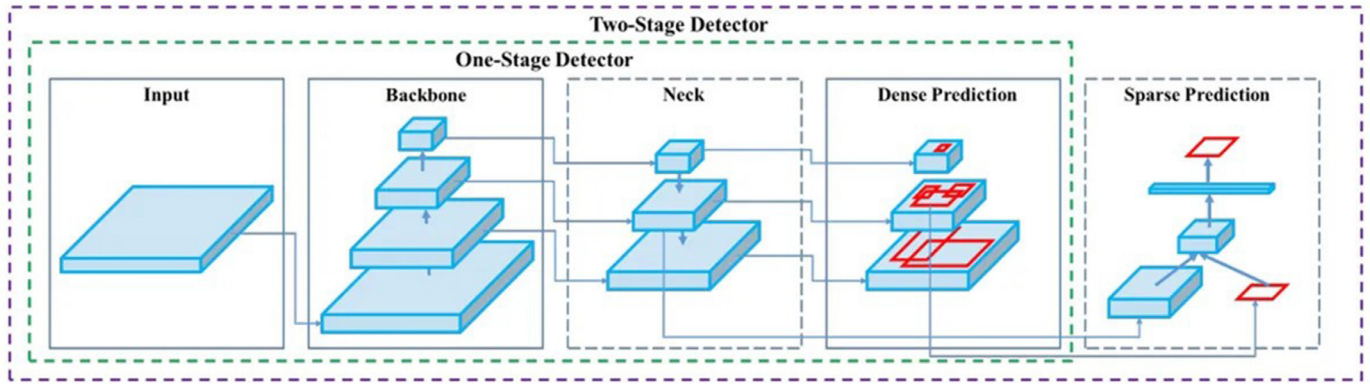 Two-Stage Detector
One-Stage Detector
Input
Backbone
Neck
Dense Prediction
Sparse Prediction